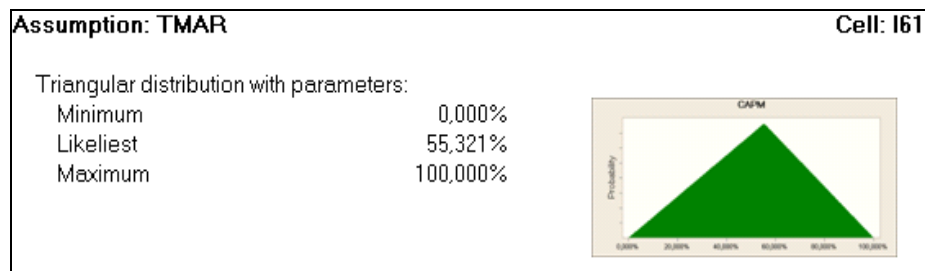 Assumption: TMAR Cell: I61
Triangular distribution with parameters:
Minimum 0,000%
Likeliest 55,321%
Maximum 100,000%
CAPM
Probability
0,000% 20,000% 40,000% 60,000% 80,000% 100,000%